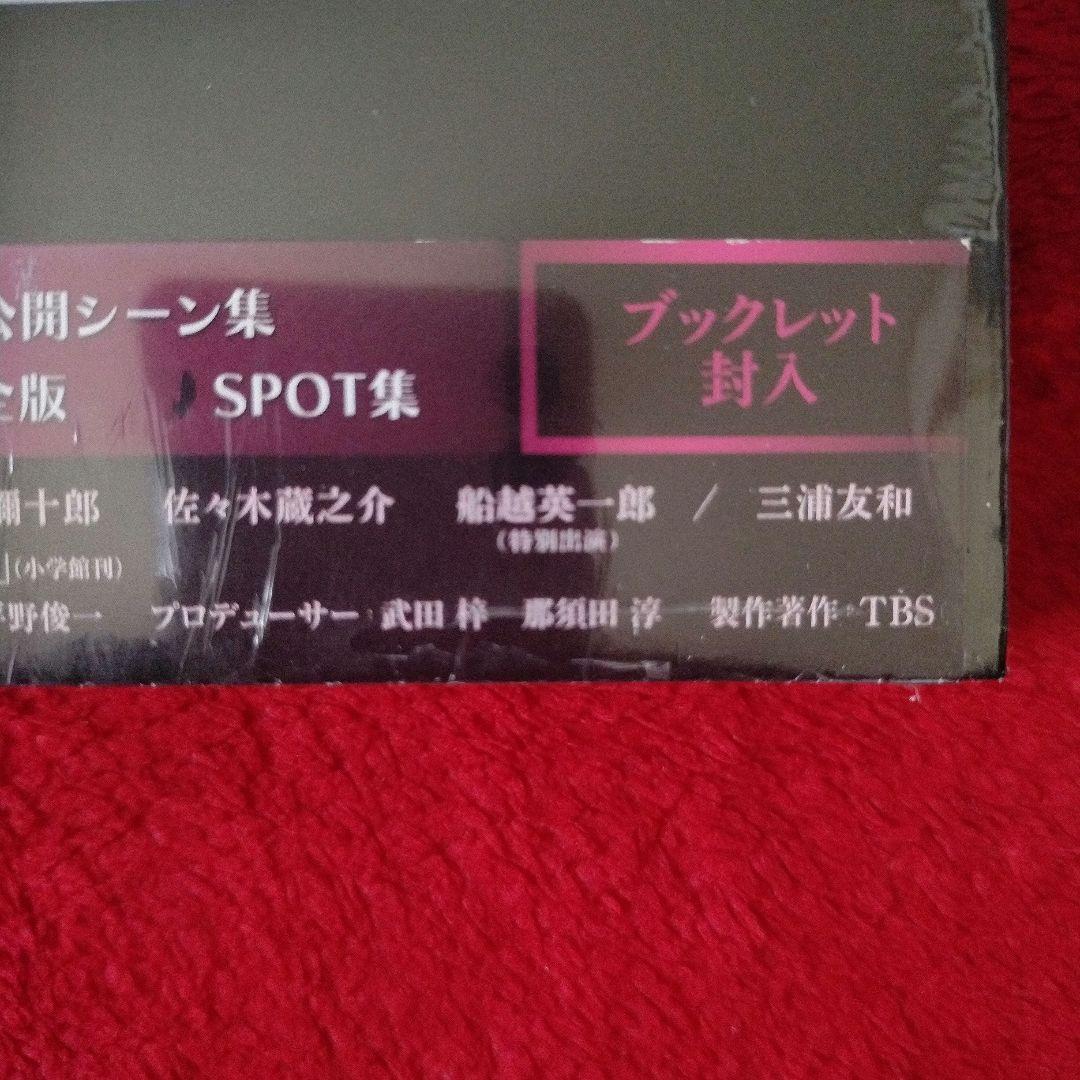 公開シーン集
全版 SPOT集
ブックレット
封入
彌十郎 佐々木蔵之介 船越英一郎 / 三浦友和
(特別出演)
」(小学館刊)
平野俊一 プロデューサー 武田 梓 那須田 淳 製作著作 TBS